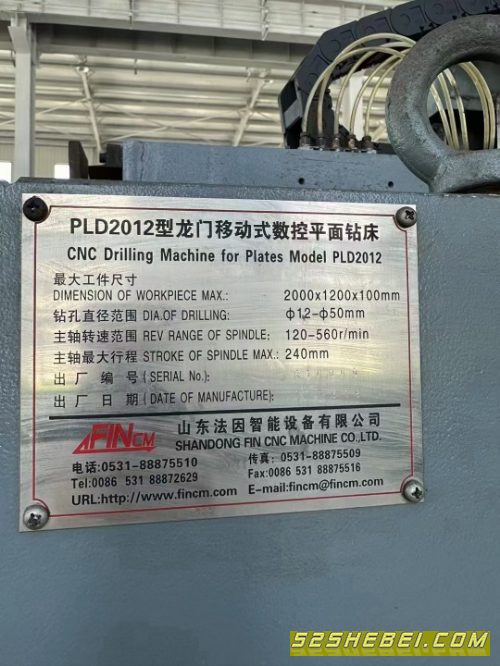 PLD2012型龙门移动式数控平面钻床
CNC Drilling Machine for Plates Model PLD2012
最大工件尺寸
DIMENSION OF WORKPIECE MAX.: 2000x1200x100mm
钻孔直径范围 DIA.OF DRILLING: Φ12-Φ50mm
主轴转速范围 REV RANGE OF SPINDLE: 120-560r/min
主轴最大行程 STROKE OF SPINDLE MAX.: 240mm
出厂编号(SERIAL No.):
出厂日期(DATE OF MANUFACTURE):
FINCM 山东法因智能设备有限公司
SHANDONG FIN CNC MACHINE CO.,LTD.
电话:0531-88875510 传真: 0531-88875509
Tel:0086 531 88872629 Fax:0086 531 88875516
URL:http://www.fincm.com E-mail:fincm@fincm.com
52SHEBEI.COM